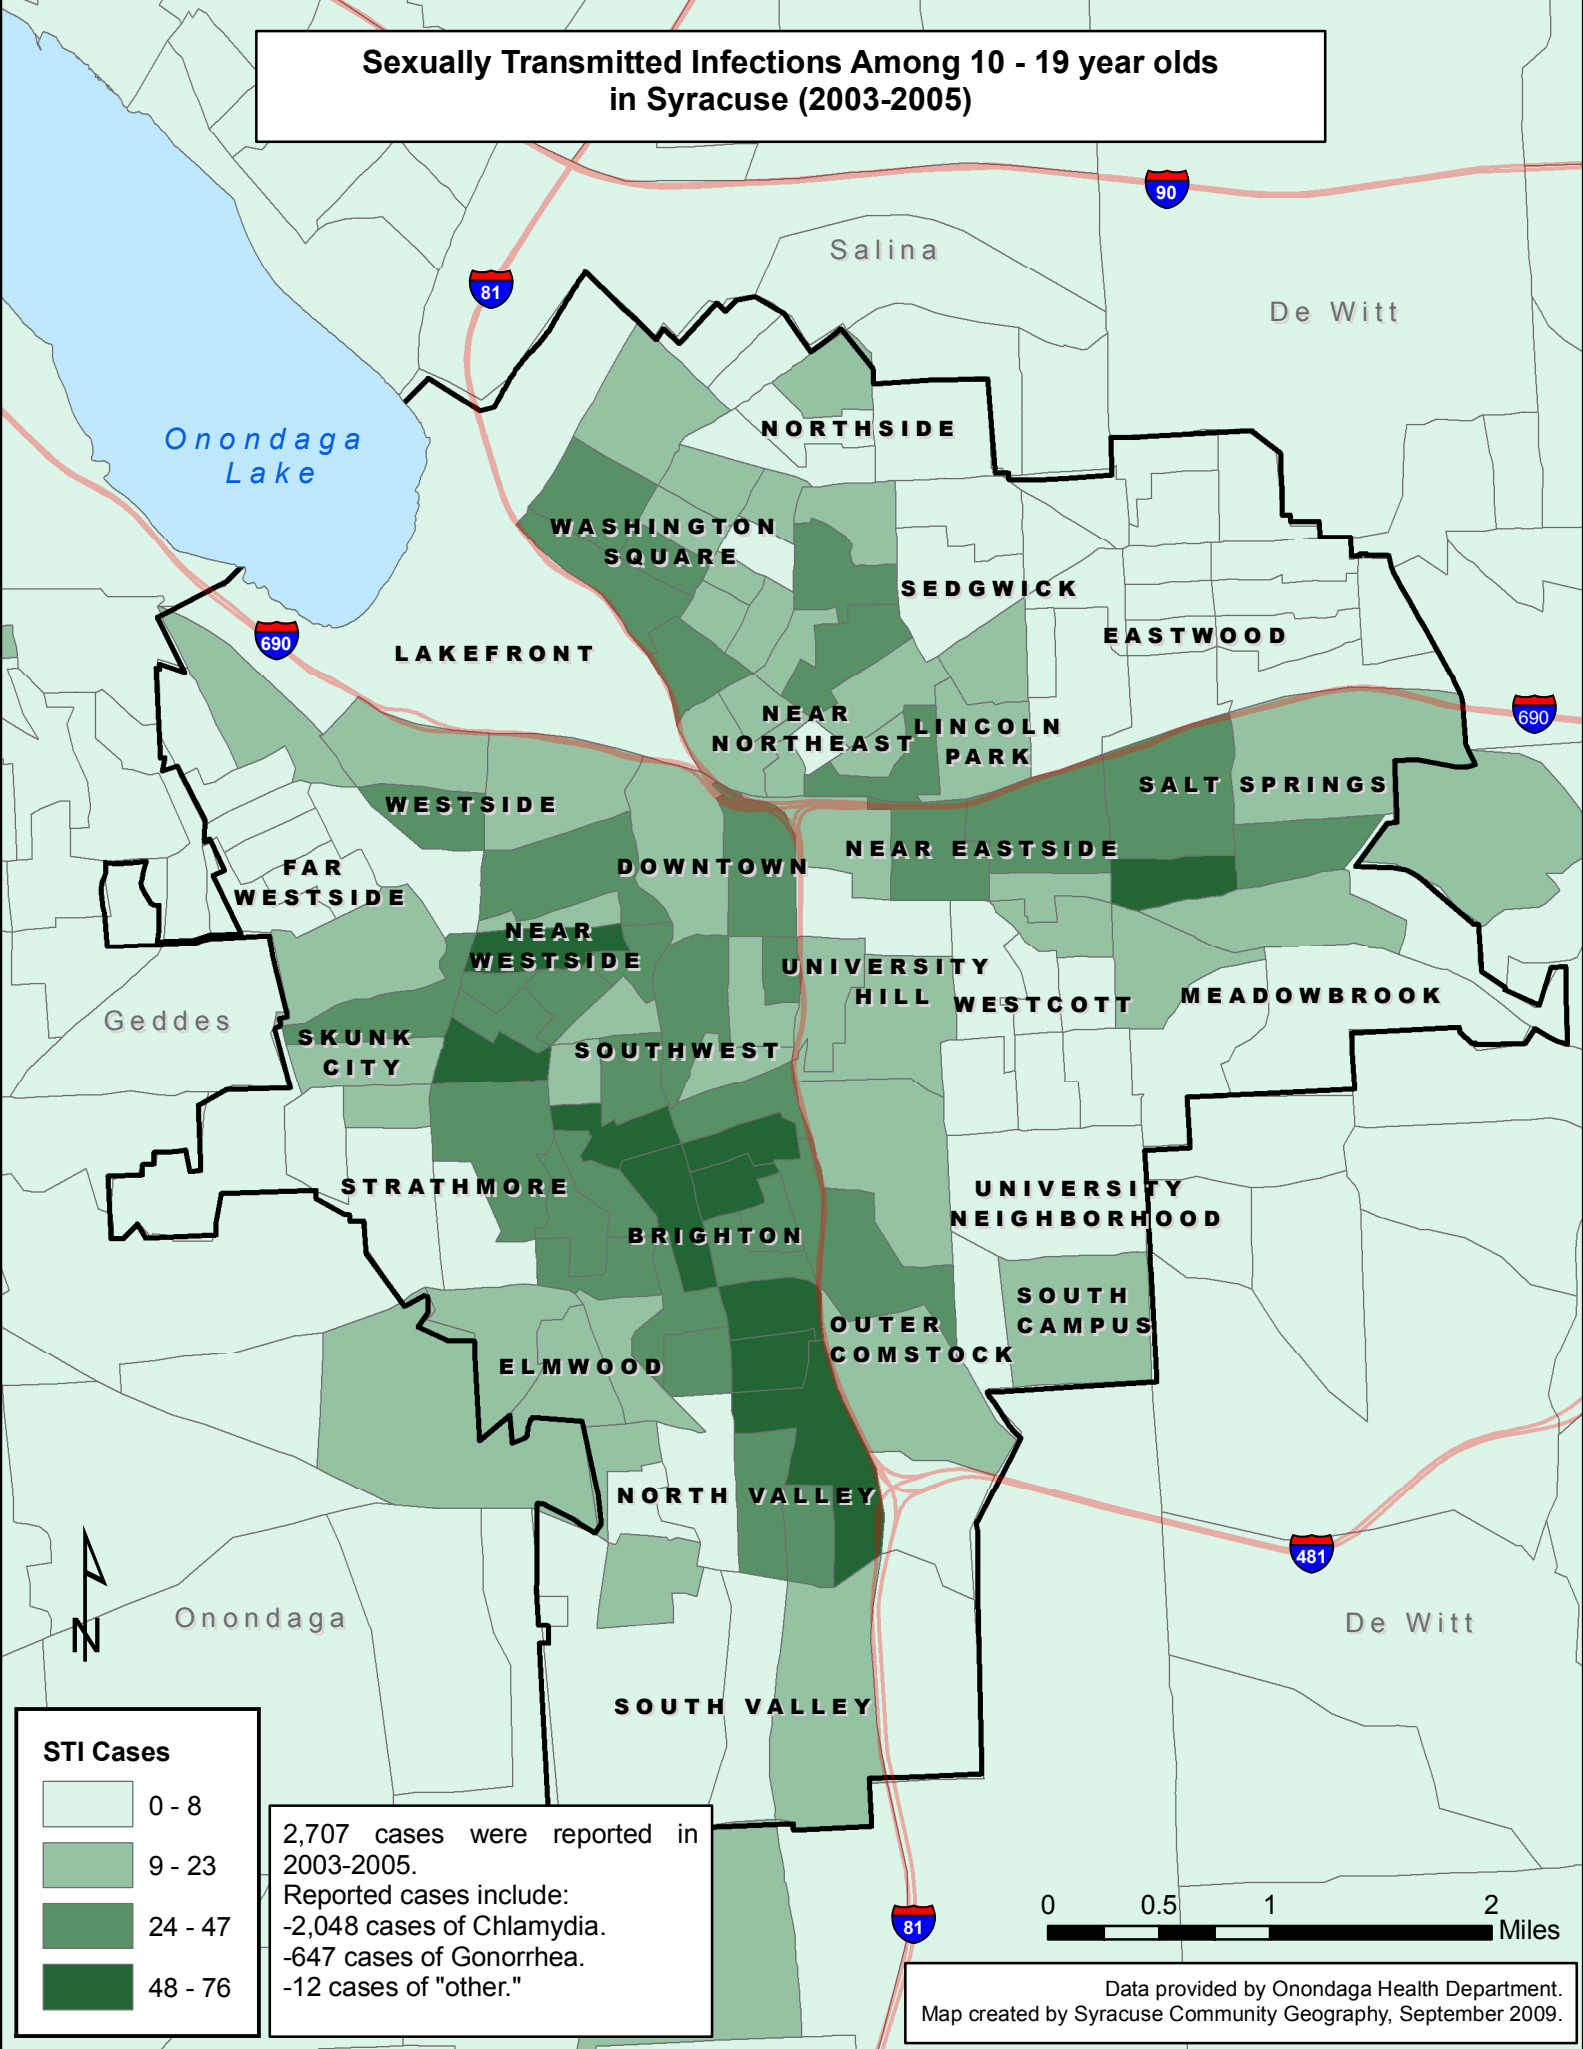 Sexually Transmitted Infections Among 10 - 19 year olds
in Syracuse (2003-2005)
90
Salina
81
De Witt
NORTHSIDE
Onondaga
Lake
WASHINGTON
SQUARE
SEDGWICK
EASTWOOD
690
LAKEFRONT
690
NEAR
NORTHEAST
LINCOLN
PARK
SALT SPRINGS
WESTSIDE
NEAR EASTSIDE
DOWNTOWN
FAR
WESTSIDE
NEAR
WESTSIDE
UNIVERSITY
HILL
WESTCOTT
MEADOWBROOK
Geddes
SKUNK
CITY
SOUTHWEST
STRATHMORE
UNIVERSITY
NEIGHBORHOOD
BRIGHTON
SOUTH
CAMPUS
OUTER
COMSTOCK
ELMWOOD
NORTH VALLEY
481
Onondaga
De Witt
N
SOUTH VALLEY
STI Cases
0 - 8
9 - 23
24 - 47
48 - 76
2,707 cases were reported in
2003-2005.
Reported cases include:
-2,048 cases of Chlamydia.
-647 cases of Gonorrhea.
-12 cases of "other."
81
0 0.5 1 2
Miles
Data provided by Onondaga Health Department.
Map created by Syracuse Community Geography, September 2009.